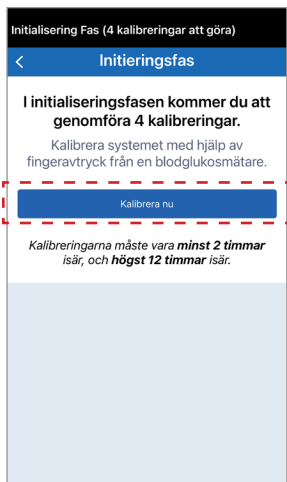 Initialisering Fas (4 kalibreringar att göra)
Initieringsfas
I initialiseringsfasen kommer du att
genomföra 4 kalibreringar.
Kalibrera systemet med hjälp av
fingeravtryck från en blodglukosmätare.
Kalibrera nu
Kalibreringarna måste vara minst 2 timmar
isär, och högst 12 timmar isär.